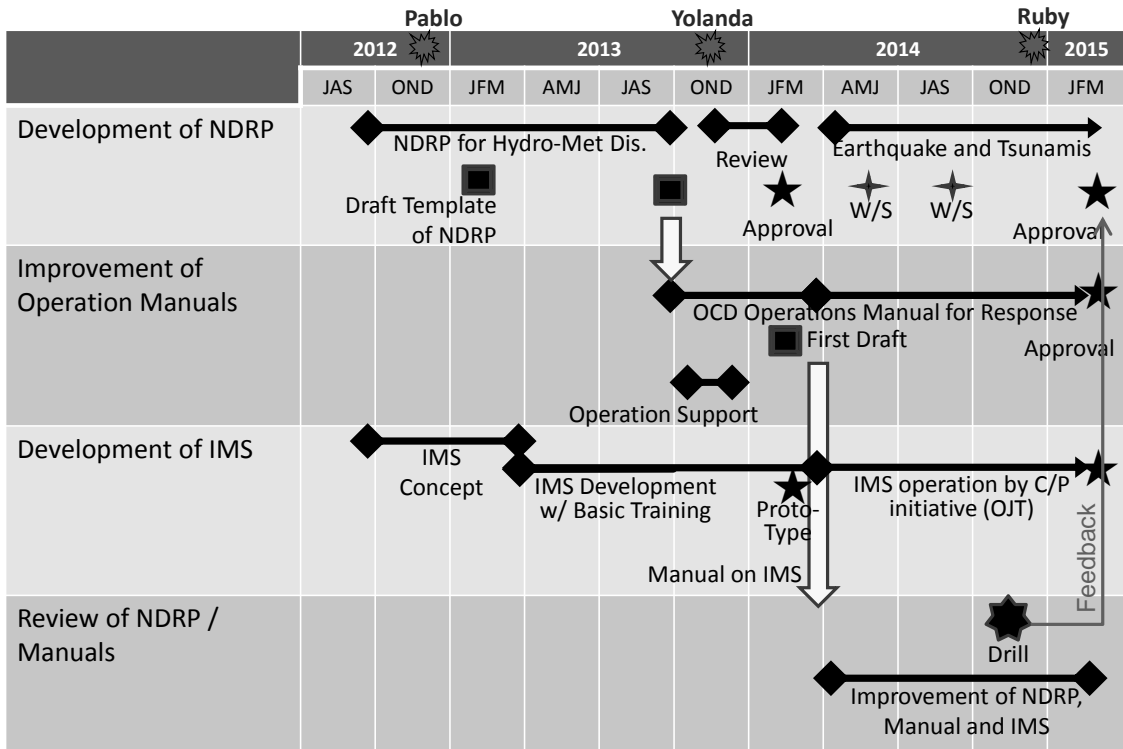 Pablo
Yolanda
Ruby
2012
2013
2014
2015
JAS
OND
JFM
AMJ
JAS
OND
JFM
AMJ
JAS
OND
JFM
Development of NDRP
NDRP for Hydro-Met Dis.
Review
Earthquake and Tsunamis
Draft Template
of NDRP
Approval
W/S
W/S
Approval
Improvement of
Operation Manuals
OCD Operations Manual for Response
First Draft
Approval
Operation Support
Development of IMS
IMS
Concept
IMS Development
w/ Basic Training
Proto-
Type
IMS operation by C/P
initiative (OJT)
Manual on IMS
Feedback
Review of NDRP /
Manuals
Drill
Improvement of NDRP,
Manual and IMS